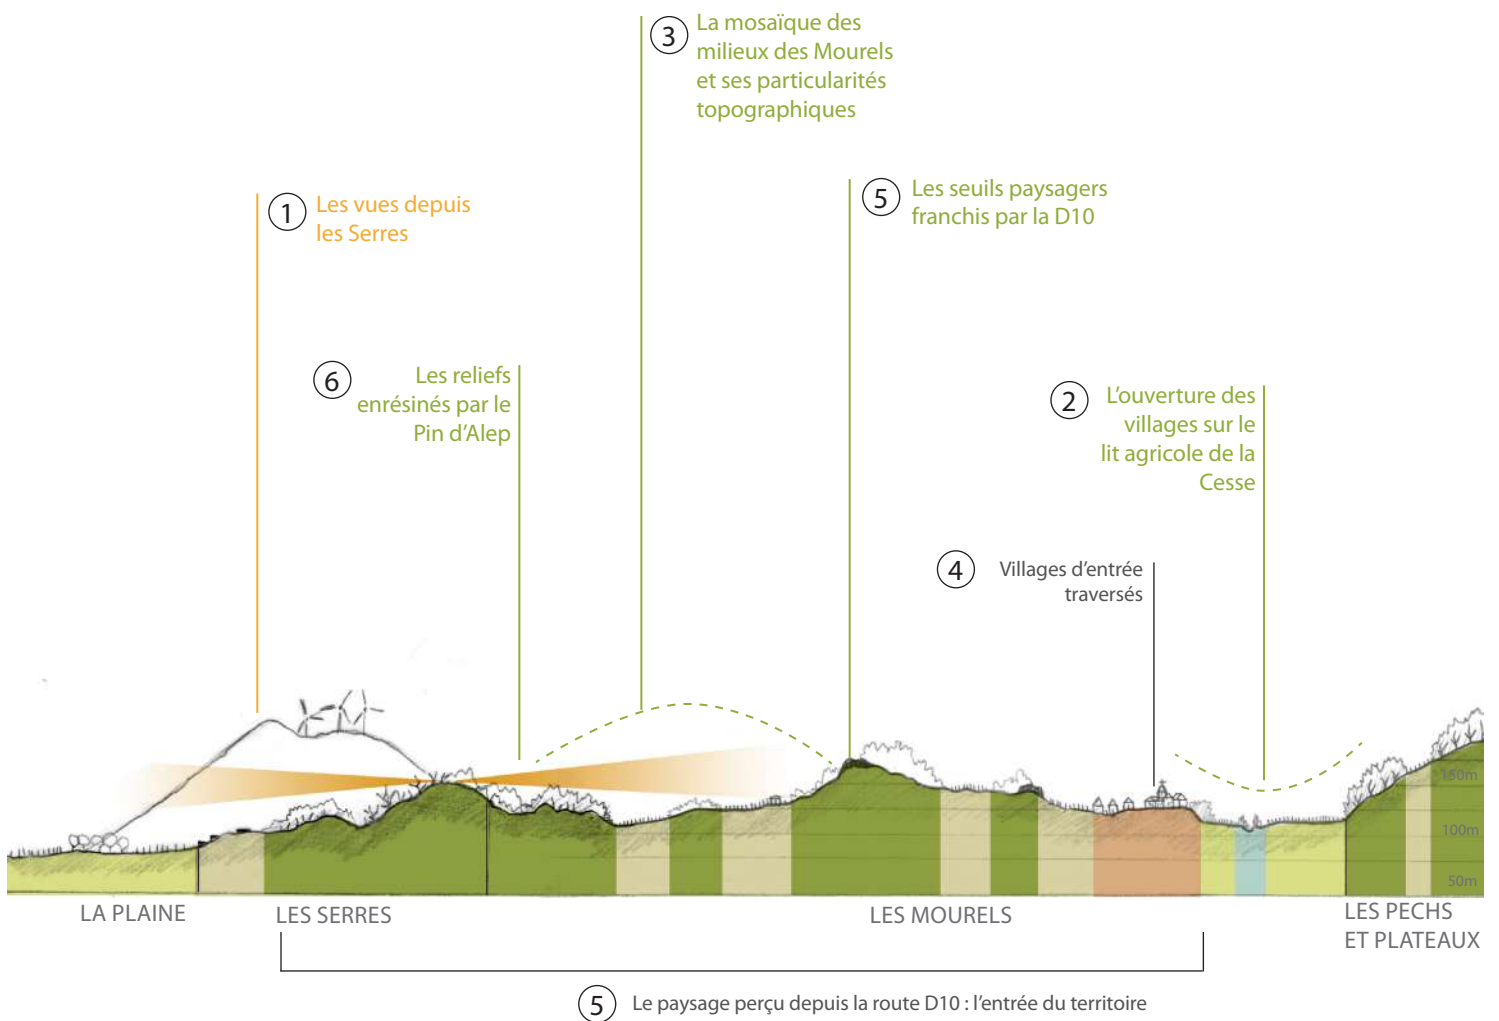 3
La mosaïque des
milieux des Mourels
et ses particularités
topographiques
1
Les vues depuis
les Serres
5
Les seuils paysagers
franchis par la D10
6
Les reliefs
enrésinés par le
Pin d'Alep
2
L'ouverture des
villages sur le
lit agricole de la
Cesse
4
Villages d'entrée
traversés
150m
100m
50m
LA PLAINE
LES SERRES
LES MOURELS
LES PECHS
ET PLATEAUX
5
Le paysage perçu depuis la route D10 : l'entrée du territoire